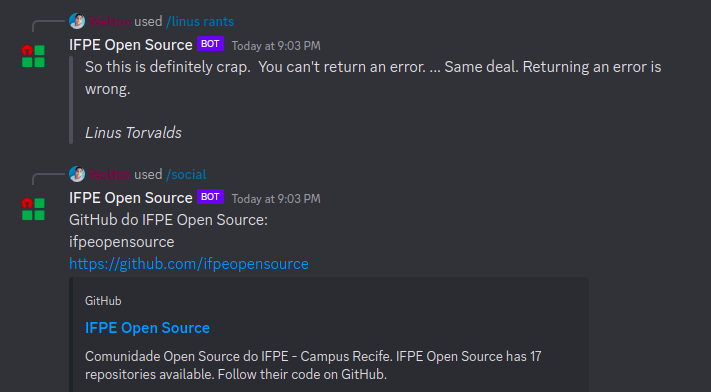 used /linus rants
IFPE Open Source BOT Today at 9:03 PM
So this is definitely crap.  You can't return an error. ... Same deal. Returning an error is
wrong.
Linus Torvalds
used /social
IFPE Open Source BOT Today at 9:03 PM
GitHub do IFPE Open Source:
ifpeopensource
https://github.com/ifpeopensource
GitHub
IFPE Open Source
Comunidade Open Source do IFPE - Campus Recife. IFPE Open Source has 17
repositories available. Follow their code on GitHub.